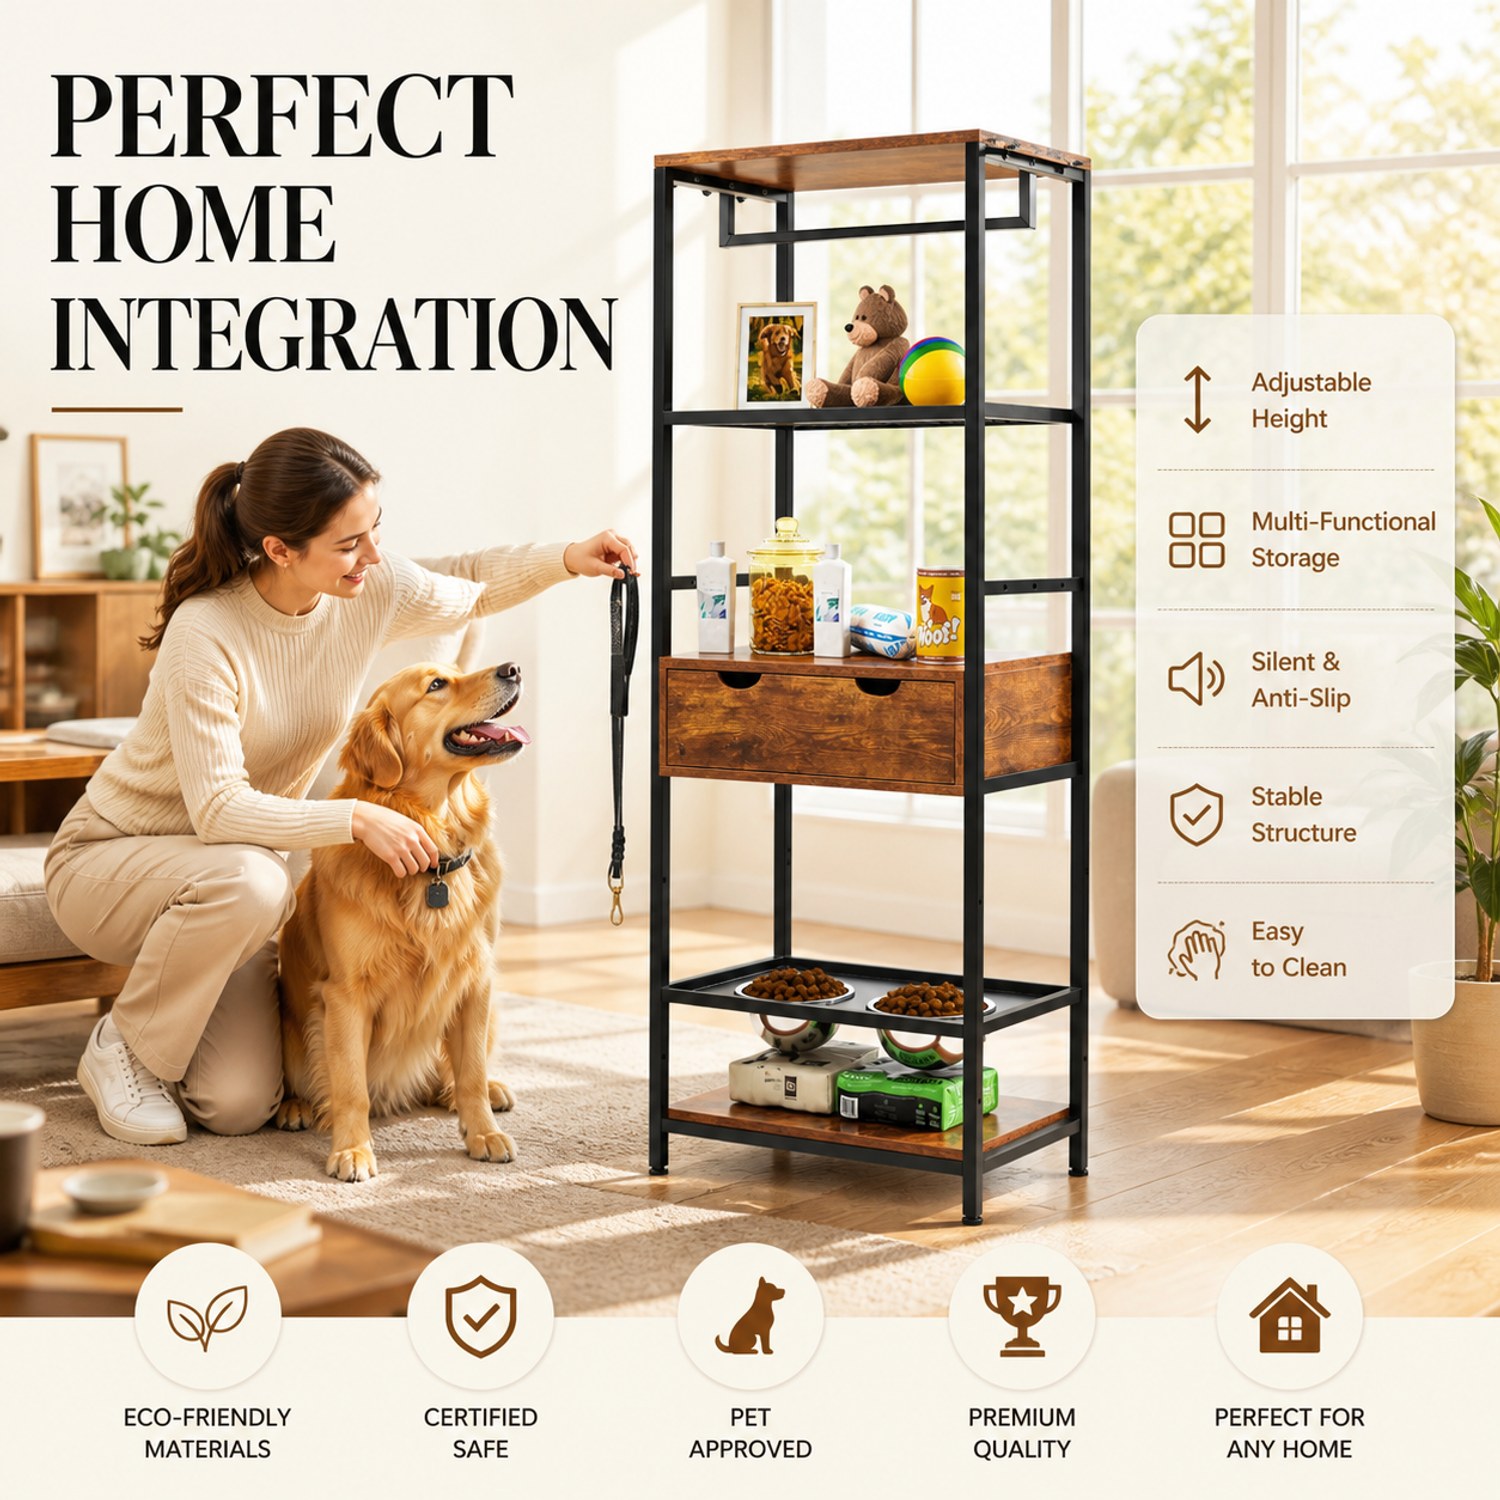 PERFECT
HOME
INTEGRATION
Adjustable
Height
Multi-Functional
Storage
Silent &
Anti-Slip
Stable
Structure
Easy
to Clean
Woof!
ECO-FRIENDLY
MATERIALS
CERTIFIED
SAFE
PET
APPROVED
PREMIUM
QUALITY
PERFECT FOR
ANY HOME